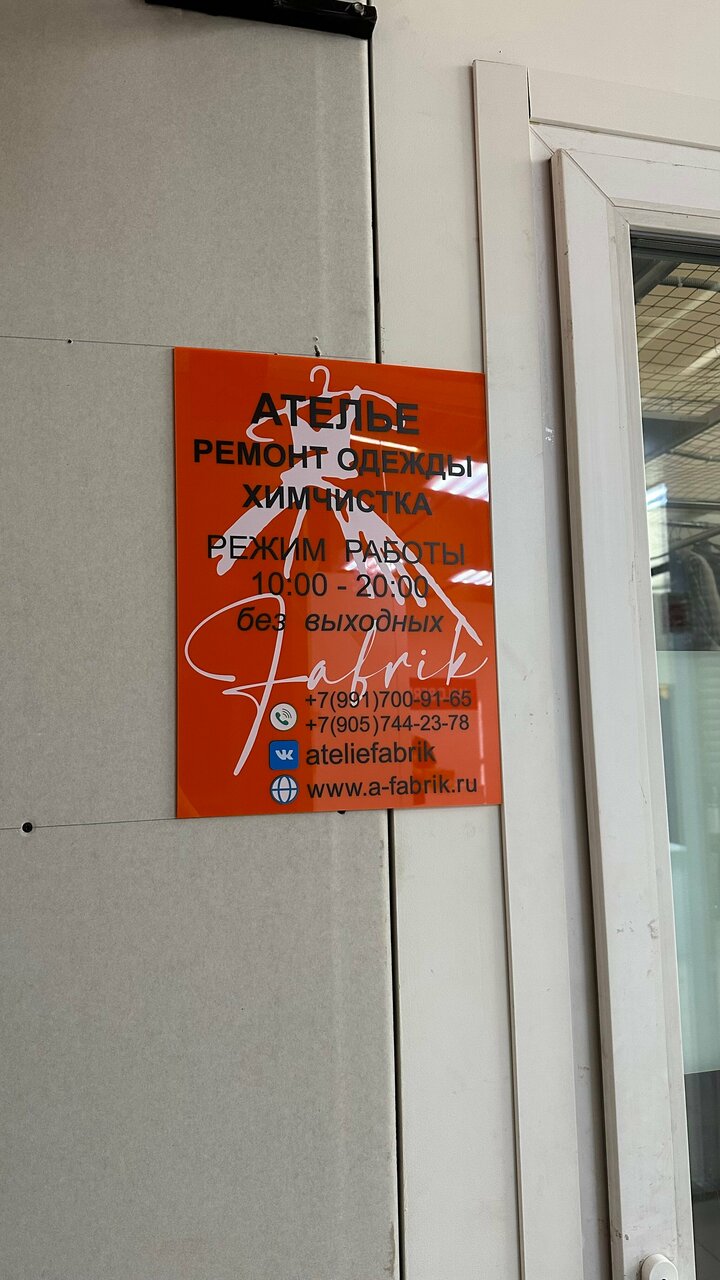 АТЕЛЬЕ
РЕМОНТ ОДЕЖДЫ
ХИМЧИСТКА
РЕЖИМ РАБОТЫ
10:00 - 20:00
без выходных
Fabrik
+7(991)700-91-65
+7(905)744-23-78
ateliefabrik
www.a-fabrik.ru